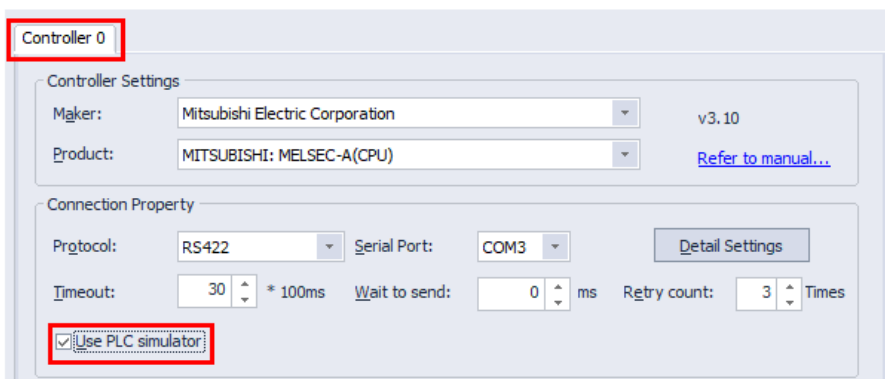 Controller 0
Controller Settings
Maker: Mitsubishi Electric Corporation v3.10
Product: MITSUBISHI: MELSEC-A(CPU) Refer to manual...
Connection Property
Protocol: RS422 Serial Port: COM3 Detail Settings
Timeout: 30 * 100ms Wait to send: 0 ms Retry count: 3 Times
Use PLC simulator